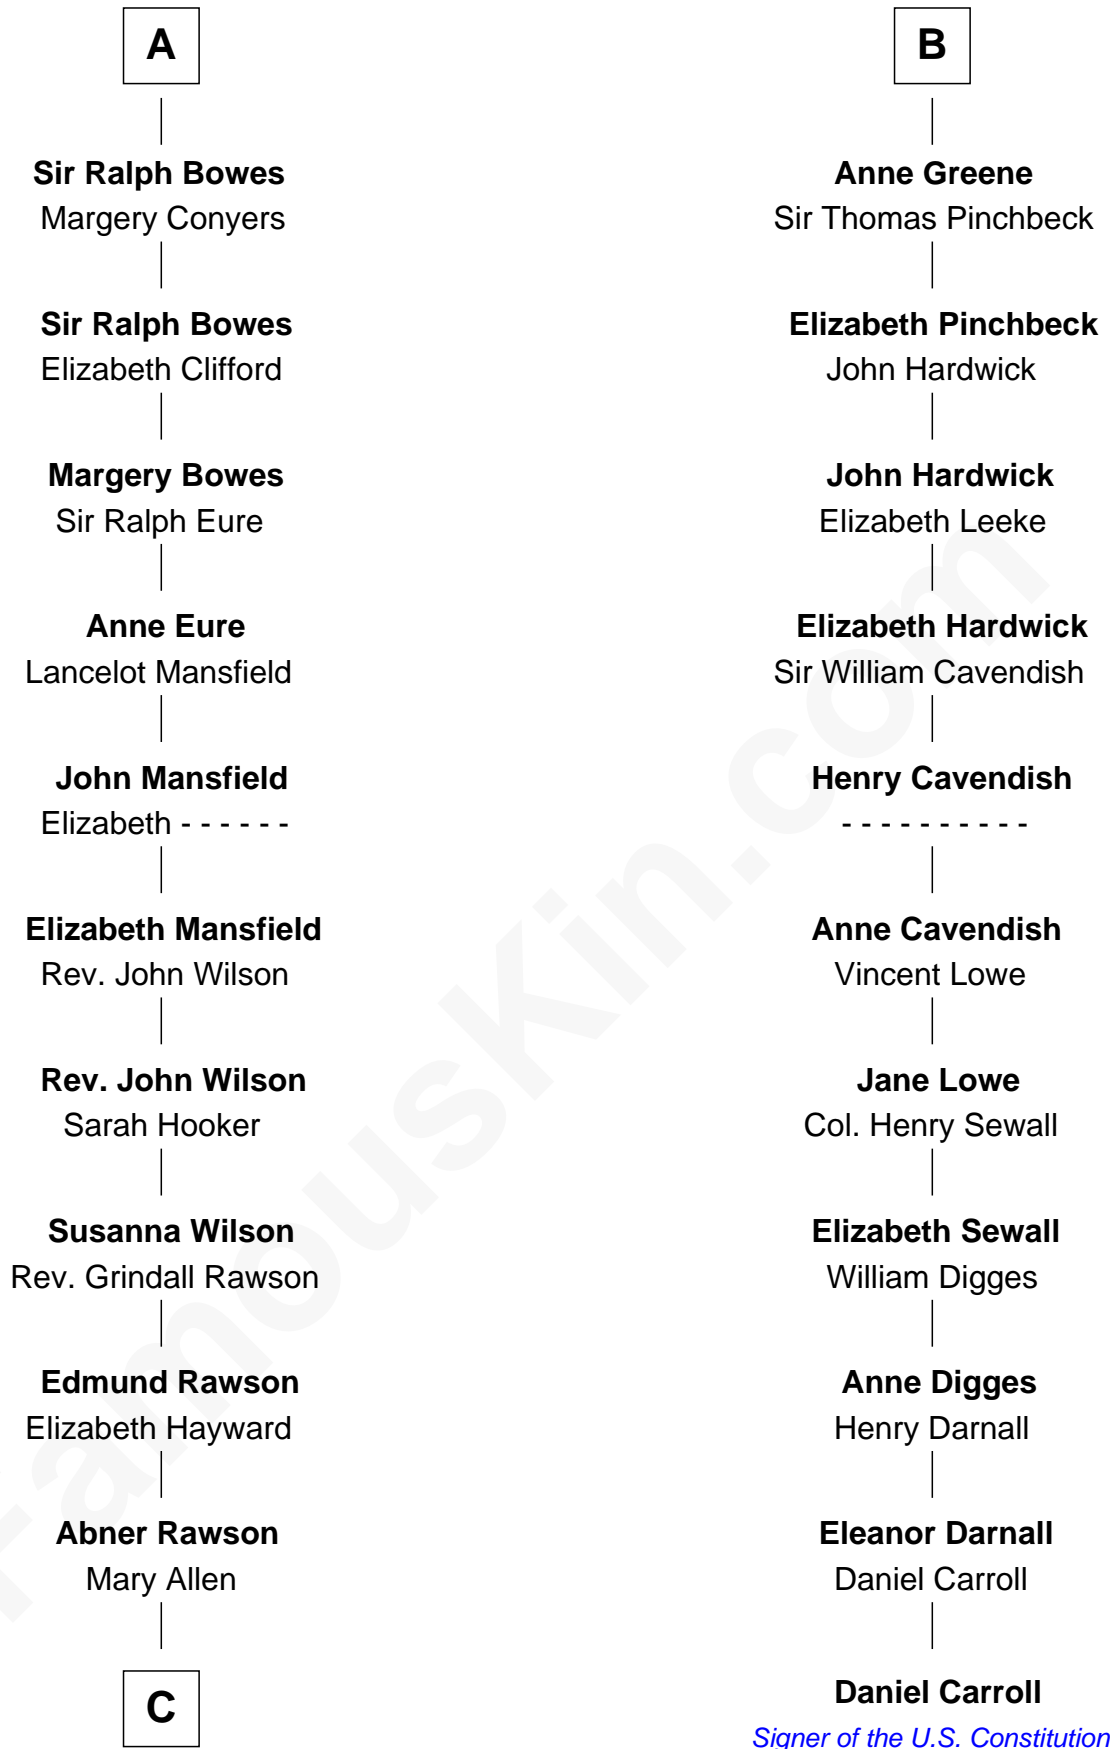 A
Sir Ralph Bowes
Margery Conyers
Sir Ralph Bowes
Elizabeth Clifford
Margery Bowes
Sir Ralph Eure
Anne Eure
Lancelot Mansfield
John Mansfield
Elizabeth - - - - - -
Elizabeth Mansfield
Rev. John Wilson
Rev. John Wilson
Sarah Hooker
Susanna Wilson
Rev. Grindall Rawson
Edmund Rawson
Elizabeth Hayward
Abner Rawson
Mary Allen
C
B
Anne Greene
Sir Thomas Pinchbeck
Elizabeth Pinchbeck
John Hardwick
John Hardwick
Elizabeth Leeke
Elizabeth Hardwick
Sir William Cavendish
Henry Cavendish
- - - - - - - - - -
Anne Cavendish
Vincent Lowe
Jane Lowe
Col. Henry Sewall
Elizabeth Sewall
William Digges
Anne Digges
Henry Darnall
Eleanor Darnall
Daniel Carroll
Daniel Carroll
Signer of the U.S. Constitution
FamousKin.com